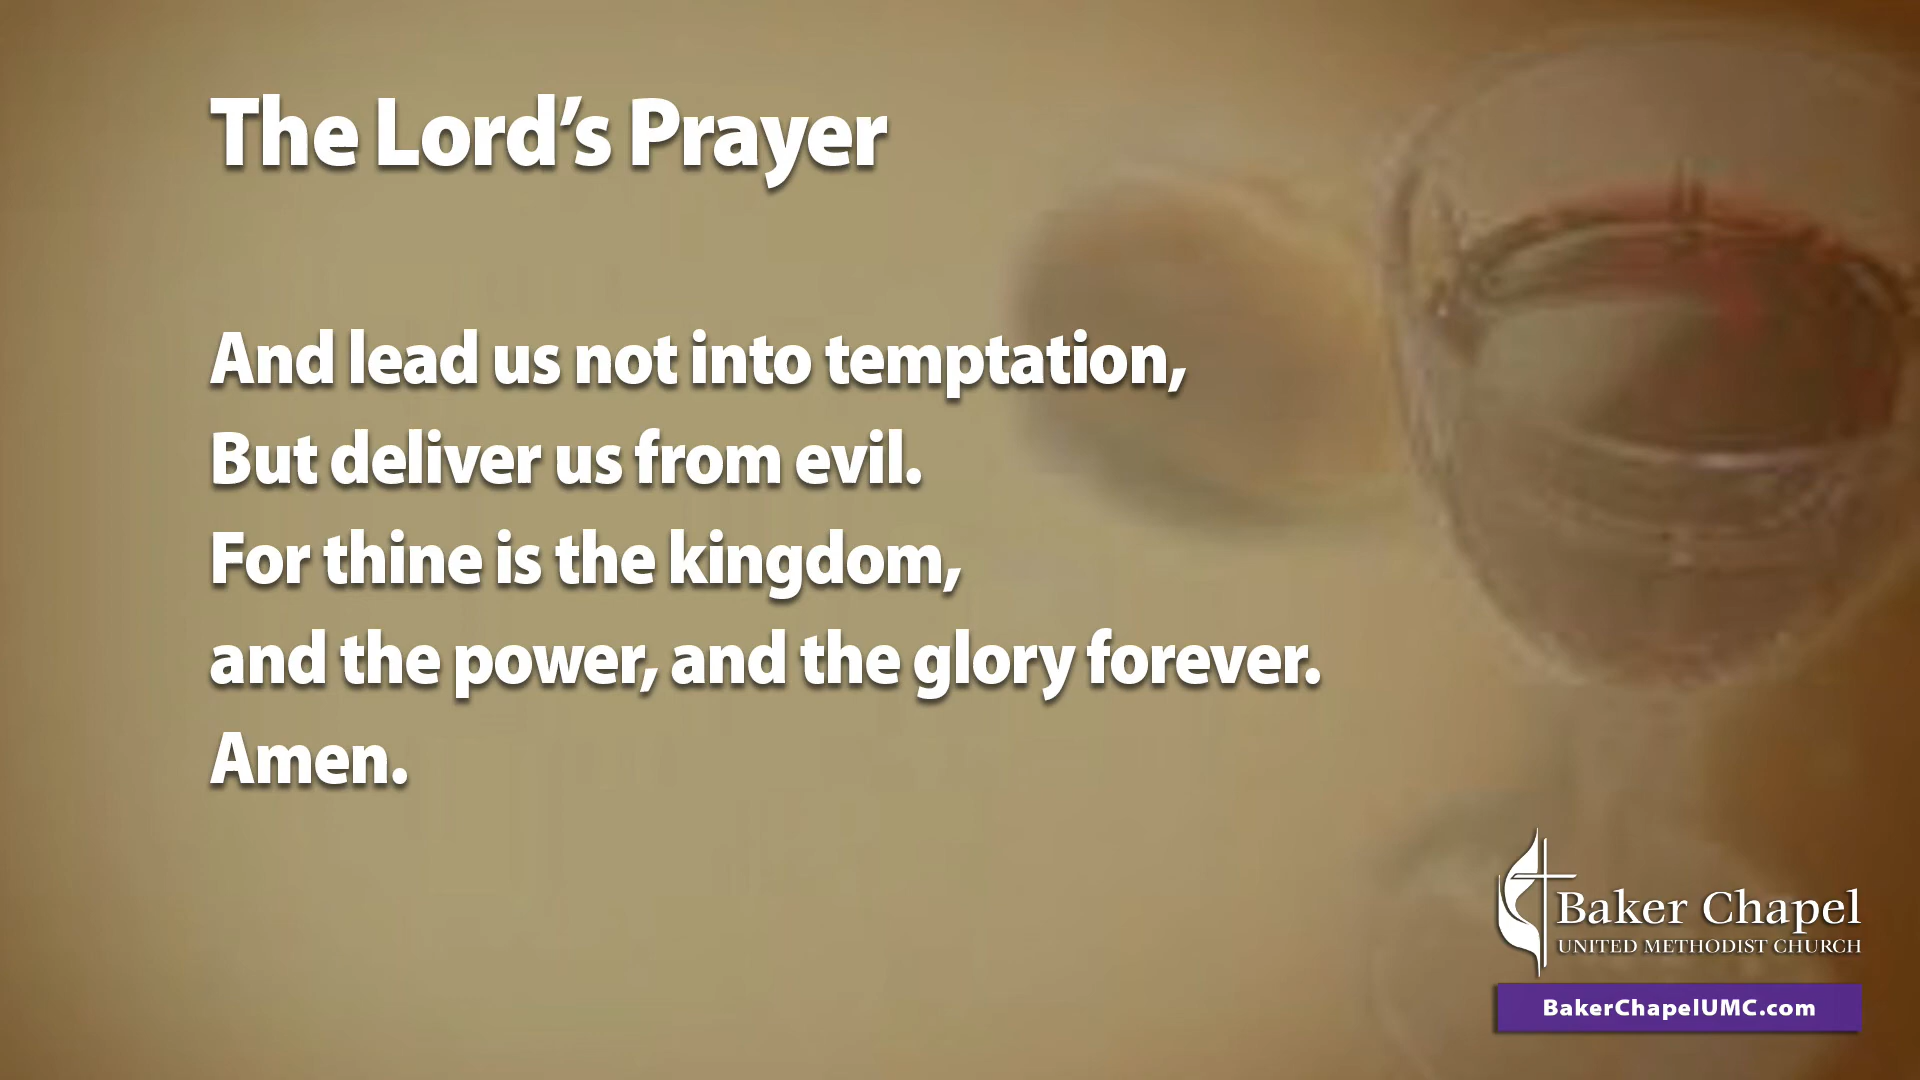 The Lord’s Prayer
And lead us not into temptation,
But deliver us from evil.
For thine is the kingdom,
and the power, and the glory forever.
Amen.
Baker Chapel
UNITED METHODIST CHURCH
BakerChapelUMC.com